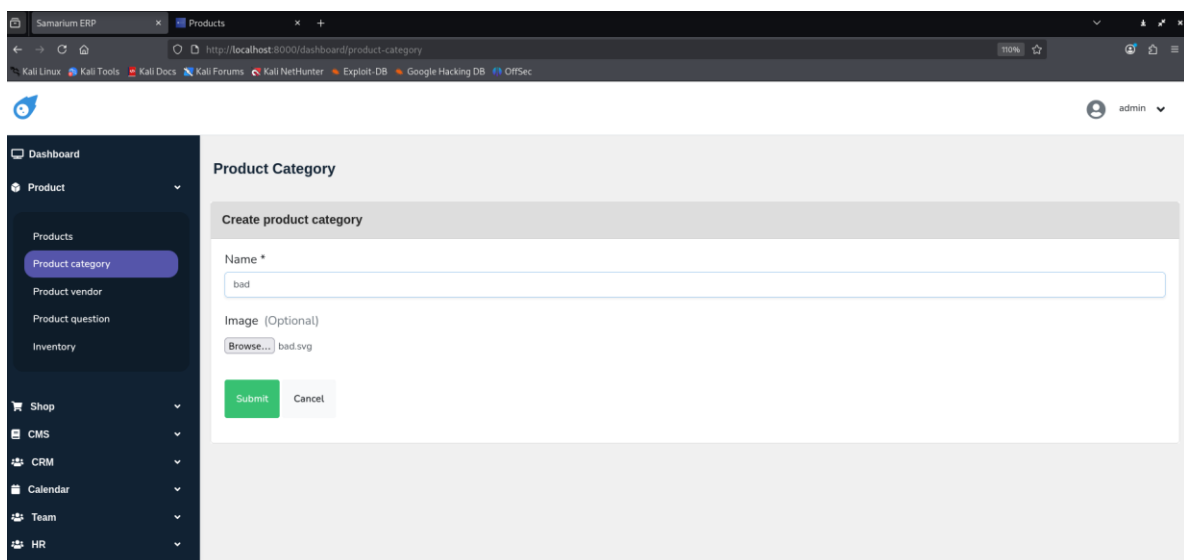 Samarium ERP
Products
http://localhost:8000/dashboard/product-category
110%
Kali Linux Kali Tools Kali Docs Kali Forums Kali NetHunter Exploit-DB Google Hacking DB OffSec
admin
Dashboard
Product
Products
Product category
Product vendor
Product question
Inventory
Shop
CMS
CRM
Calendar
Team
HR
Product Category
Create product category
Name *
bad
Image (Optional)
Browse... bad.svg
Submit Cancel